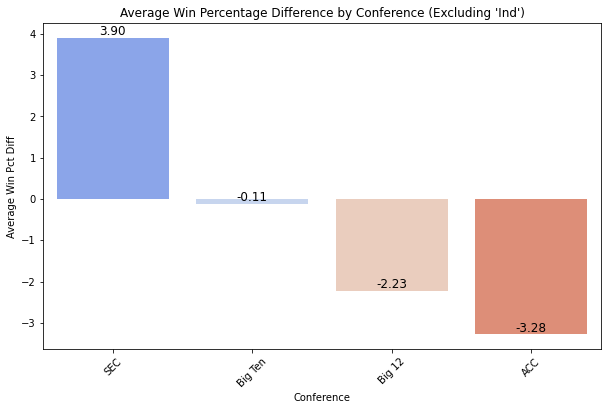 Average Win Percentage Difference by Conference (Excluding 'Ind')
Average Win Pct Diff
4
3
2
1
0
−1
−2
−3
3.90
-0.11
-2.23
-3.28
SEC
Big Ten
Big 12
ACC
Conference